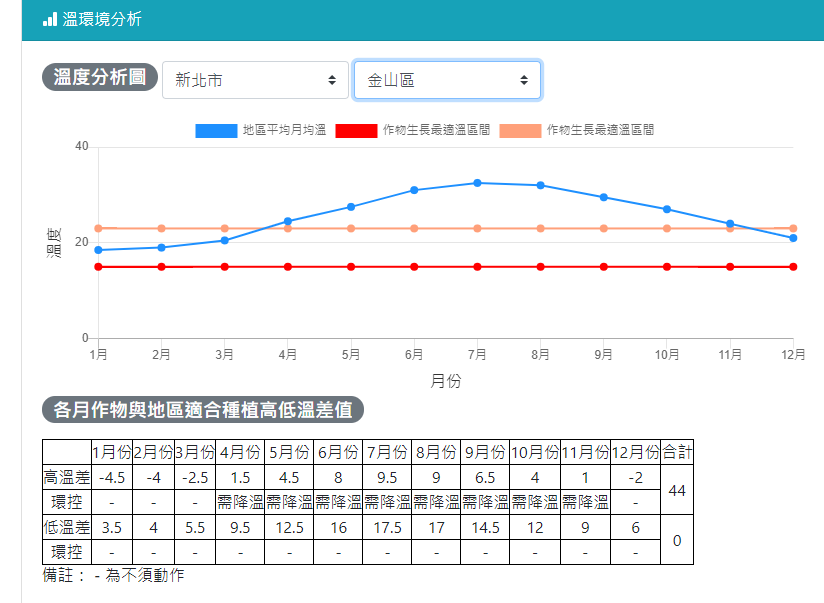 溫環境分析
溫度分析圖 新北市 金山區
地區平均月均溫 作物生長最適溫區間 作物生長最適溫區間
40
20
0
溫度
1月 2月 3月 4月 5月 6月 7月 8月 9月 10月 11月 12月
月份
各月作物與地區適合種植高低溫差值
1月份 2月份 3月份 4月份 5月份 6月份 7月份 8月份 9月份 10月份 11月份 12月份 合計
高溫差 -4.5 -4 -2.5 1.5 4.5 8 9.5 9 6.5 4 1 -2 44
環控 - - - 需降溫 需降溫 需降溫 需降溫 需降溫 需降溫 需降溫 需降溫 -
低溫差 3.5 4 5.5 9.5 12.5 16 17.5 17 14.5 12 9 6 0
環控 - - - - - - - - - - - -
備註： - 為不須動作